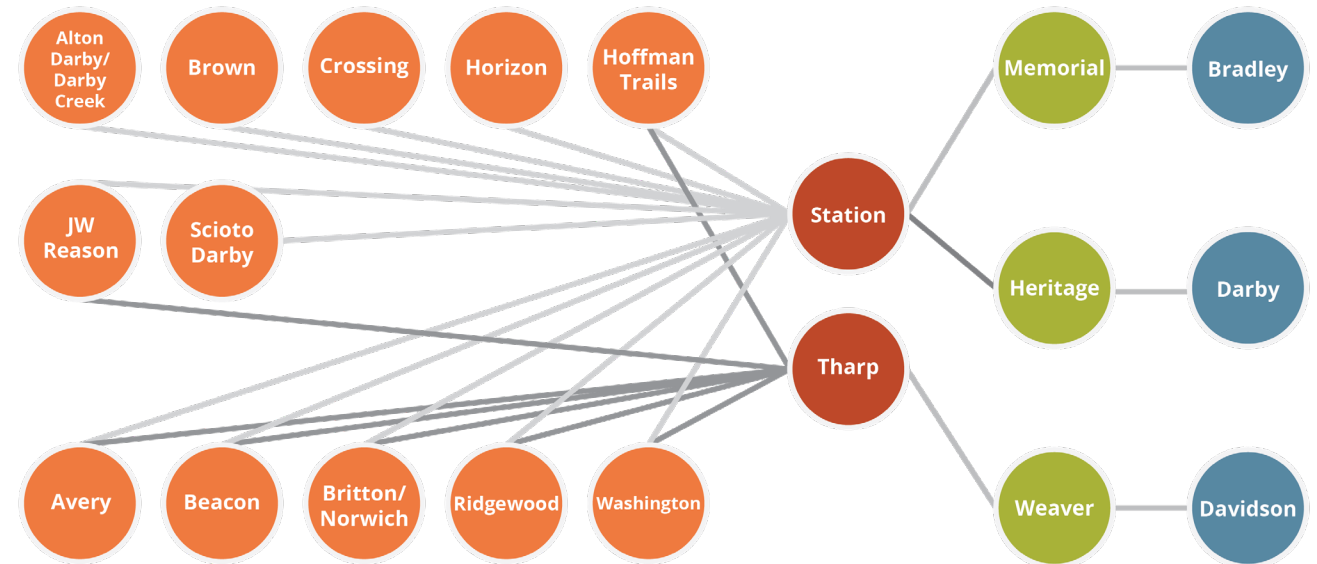 Alton
Darby/
Darby
Creek
Brown
Crossing
Horizon
Hoffman
Trails
Memorial
Bradley
JW
Reason
Scioto
Darby
Station
Heritage
Darby
Tharp
Avery
Beacon
Britton/
Norwich
Ridgewood
Washington
Weaver
Davidson